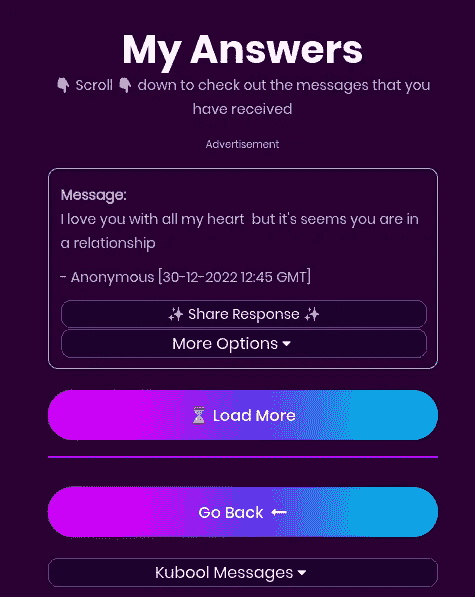 My Answers
👇 Scroll 👇 down to check out the messages that you
have received
Advertisement
Message:
I love you with all my heart  but it's seems you are in
a relationship
- Anonymous [30-12-2022 12:45 GMT]
✨ Share Response ✨
More Options
⏳ Load More
Go Back ⟵
Kubool Messages